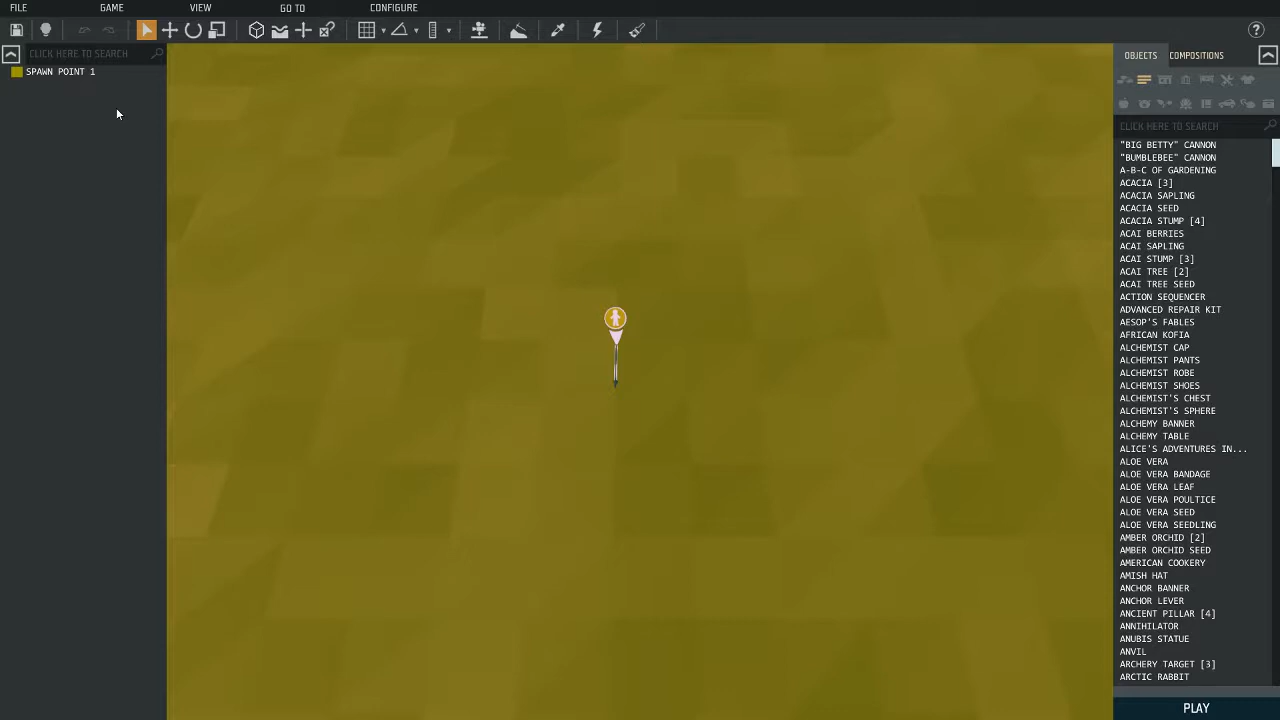 FILE GAME VIEW GO TO CONFIGURE
CLICK HERE TO SEARCH
SPAWN POINT 1
OBJECTS COMPOSITIONS
CLICK HERE TO SEARCH
"BIG BETTY" CANNON
"BUMBLEBEE" CANNON
A-B-C OF GARDENING
ACACIA [3]
ACACIA SAPLING
ACACIA SEED
ACACIA STUMP [4]
ACAI BERRIES
ACAI SAPLING
ACAI STUMP [3]
ACAI TREE [2]
ACAI TREE SEED
ACTION SEQUENCER
ADVANCED REPAIR KIT
AESOP'S FABLES
AFRICAN KOFIA
ALCHEMIST CAP
ALCHEMIST PANTS
ALCHEMIST ROBE
ALCHEMIST SHOES
ALCHEMIST'S CHEST
ALCHEMIST'S SPHERE
ALCHEMY BANNER
ALCHEMY TABLE
ALICE'S ADVENTURES IN...
ALOE VERA
ALOE VERA BANDAGE
ALOE VERA LEAF
ALOE VERA POULTICE
ALOE VERA SEED
ALOE VERA SEEDLING
AMBER ORCHID [2]
AMBER ORCHID SEED
AMERICAN COOKERY
AMISH HAT
ANCHOR BANNER
ANCHOR LEVER
ANCIENT PILLAR [4]
ANNIHILATOR
ANUBIS STATUE
ANVIL
ARCHERY TARGET [3]
ARCTIC RABBIT
PLAY